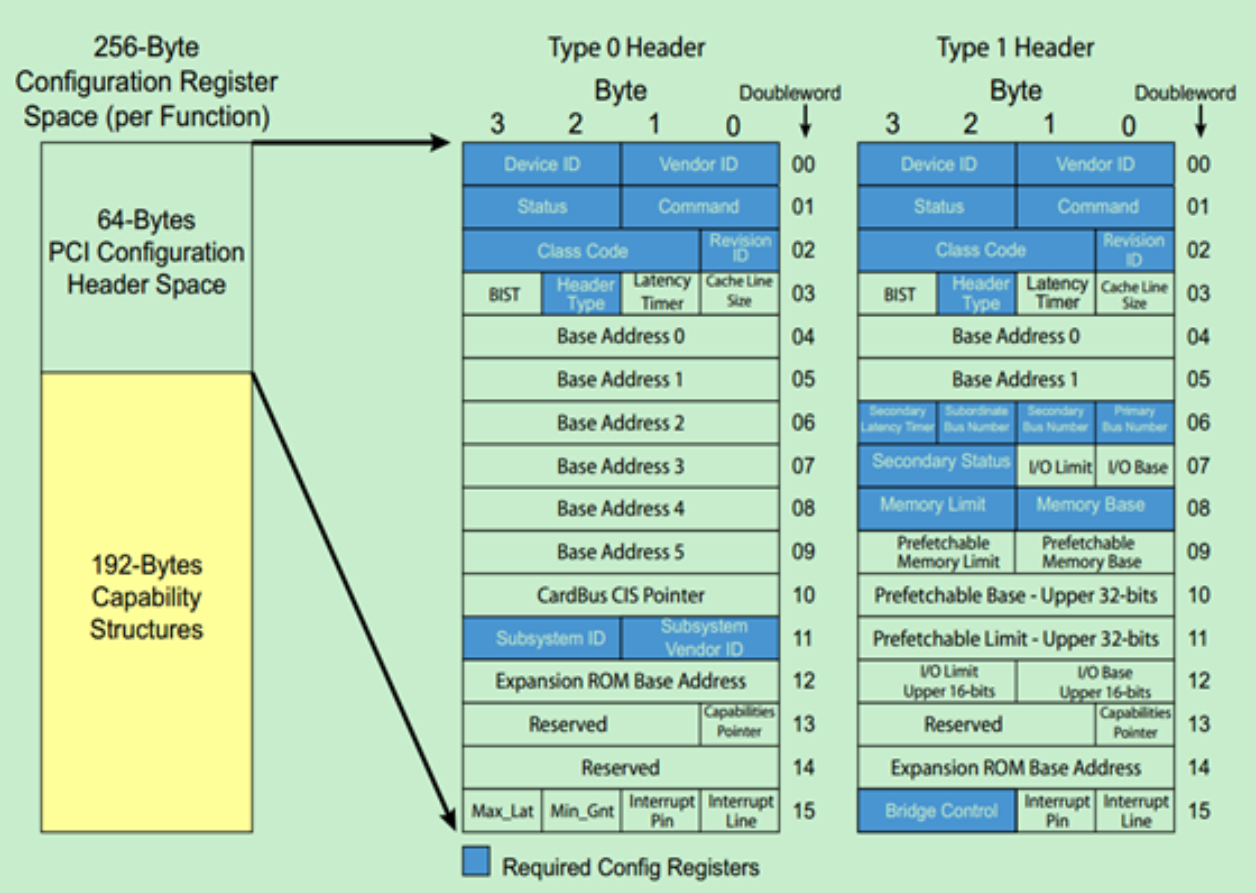 256-Byte
Configuration Register
Space (per Function)
64-Bytes
PCI Configuration
Header Space
192-Bytes
Capability
Structures
Type 0 Header
Byte
Doubleword
3 2 1 0
Device ID Vendor ID 00
Status Command 01
Class Code Revision ID 02
BIST Header Type Latency Timer Cache Line Size 03
Base Address 0 04
Base Address 1 05
Base Address 2 06
Base Address 3 07
Base Address 4 08
Base Address 5 09
CardBus CIS Pointer 10
Subsystem ID Subsystem Vendor ID 11
Expansion ROM Base Address 12
Reserved Capabilities Pointer 13
Reserved 14
Max_Lat Min_Gnt Interrupt Pin Interrupt Line 15
Type 1 Header
Byte
Doubleword
3 2 1 0
Device ID Vendor ID 00
Status Command 01
Class Code Revision ID 02
BIST Header Type Latency Timer Cache Line Size 03
Base Address 0 04
Base Address 1 05
Secondary Latency Timer Subordinate Bus Number Secondary Bus Number Primary Bus Number 06
Secondary Status I/O Limit I/O Base 07
Memory Limit Memory Base 08
Prefetchable Memory Limit Prefetchable Memory Base 09
Prefetchable Base - Upper 32-bits 10
Prefetchable Limit - Upper 32-bits 11
I/O Limit Upper 16-bits I/O Base Upper 16-bits 12
Reserved Capabilities Pointer 13
Expansion ROM Base Address 14
Bridge Control Interrupt Pin Interrupt Line 15
Required Config Registers